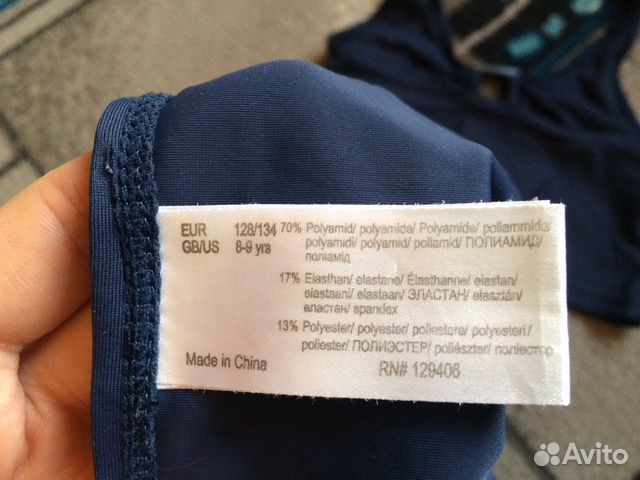 EUR 128/134
GB/US 8-9 yrs
70% Polyamid/ polyamide/ Polyamide/ poliammide/
polyamidi/ polyamid/ poliamid/ ПОЛИАМИД/
поліамід
17% Elasthan/ elastane/ Élasthanne/ elastan/
elastaani/ elastaan/ ЭЛАСТАН/ elasztán/
еластан/ spandex
13% Polyester/ polyester/ poliestere/ polyesteri/
poliester/ ПОЛИЭСТЕР/ poliészter/ поліестер
Made in China
RN# 129406
Avito